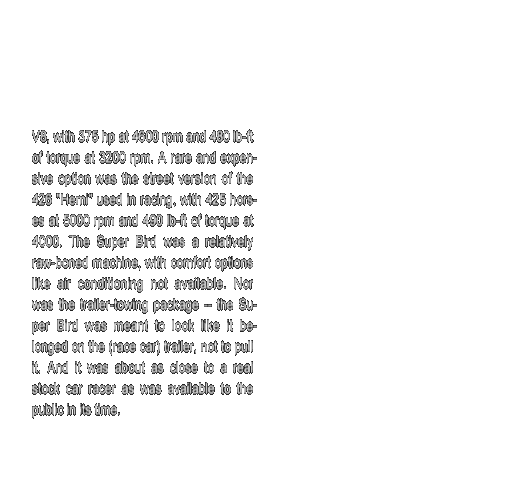 V8, with 375 hp at 4600 rpm and 480 lb-ft
of torque at 3200 rpm. A rare and expen-
sive option was the street version of the
426 "Hemi" used in racing, with 425 hors-
es at 5000 rpm and 490 lb-ft of torque at
4000. The Super Bird was a relatively
raw-boned machine, with comfort options
like air conditioning not available. Nor
was the trailer-towing package – the Su-
per Bird was meant to look like it be-
longed on the (race car) trailer, not to pull
it. And it was about as close to a real
stock car racer as was available to the
public in its time.